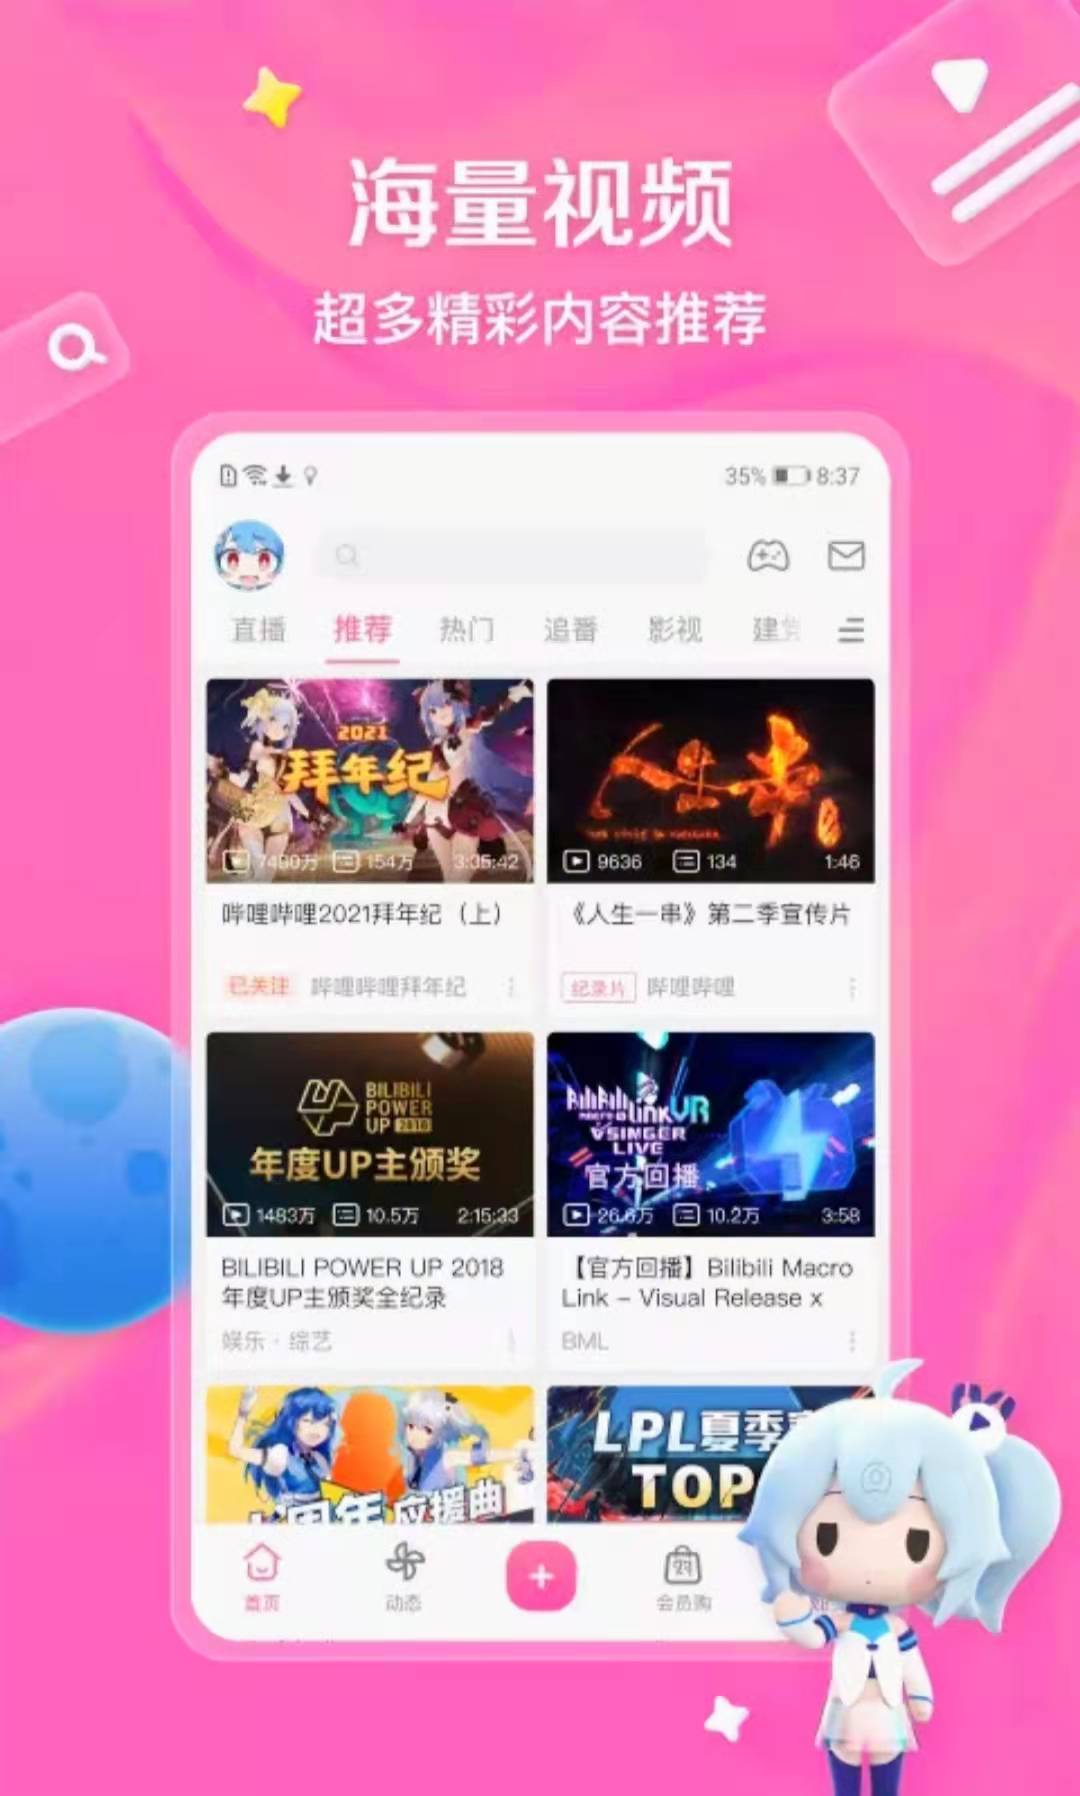 海量视频
超多精彩内容推荐
35% 8:37
直播 推荐 热门 追番 影视 建党
2021
拜年纪
7490万 154万 3:05:42
人生一串
9636 134 1:46
哔哩哔哩2021拜年纪（上）
《人生一串》第二季宣传片
已关注 哔哩哔哩拜年纪
纪录片 哔哩哔哩
BILIBILI
POWER
UP 2018
年度UP主颁奖
1483万 10.5万 2:15:33
BILIBILI MACRO LINK VR
VSINGER
LIVE
官方回播
26.6万 10.2万 3:58
BILIBILI POWER UP 2018
年度UP主颁奖全纪录
【官方回播】Bilibili Macro
Link – Visual Release x
娱乐 · 综艺
BML
七周年 应援曲
LPL夏季
TOP
首页 动态 会员购